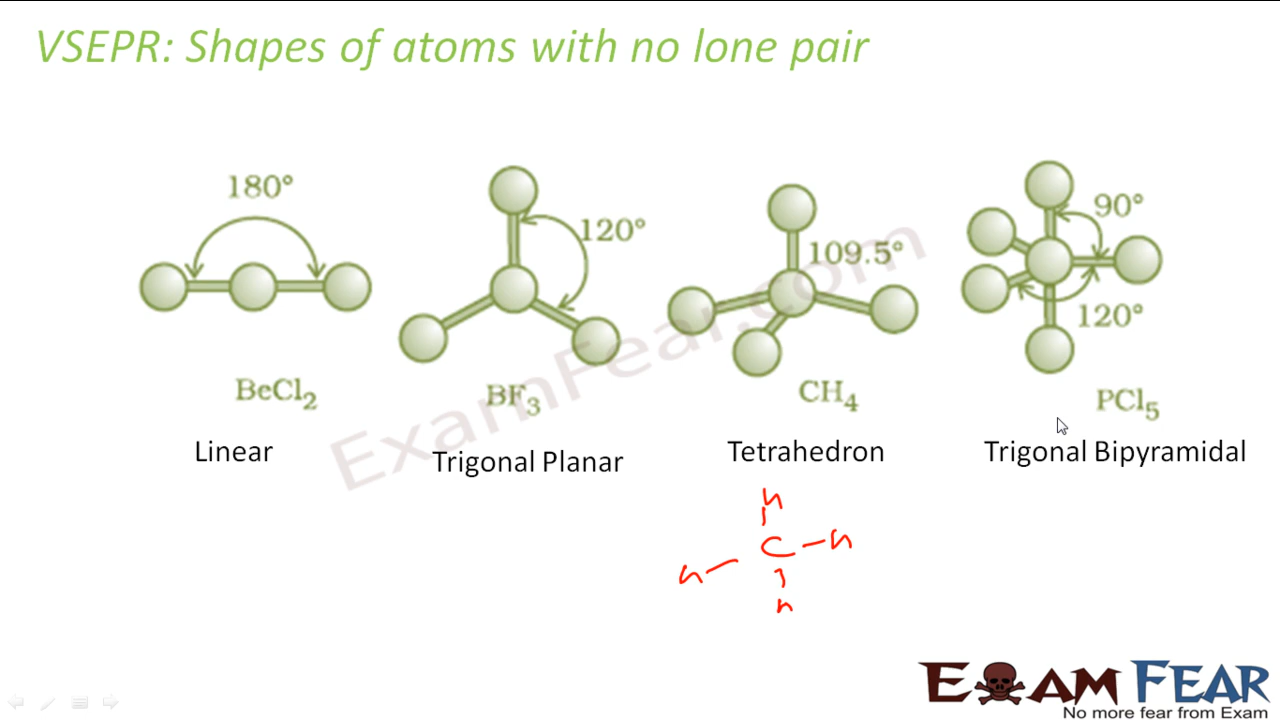 VSEPR: Shapes of atoms with no lone pair
180°
120°
109.5°
90°
120°
BeCl₂
BF₃
CH₄
PCl₅
Linear
Trigonal Planar
Tetrahedron
Trigonal Bipyramidal
ExamFear.com
h
h C h
h
EXAM FEAR
No more fear from Exam